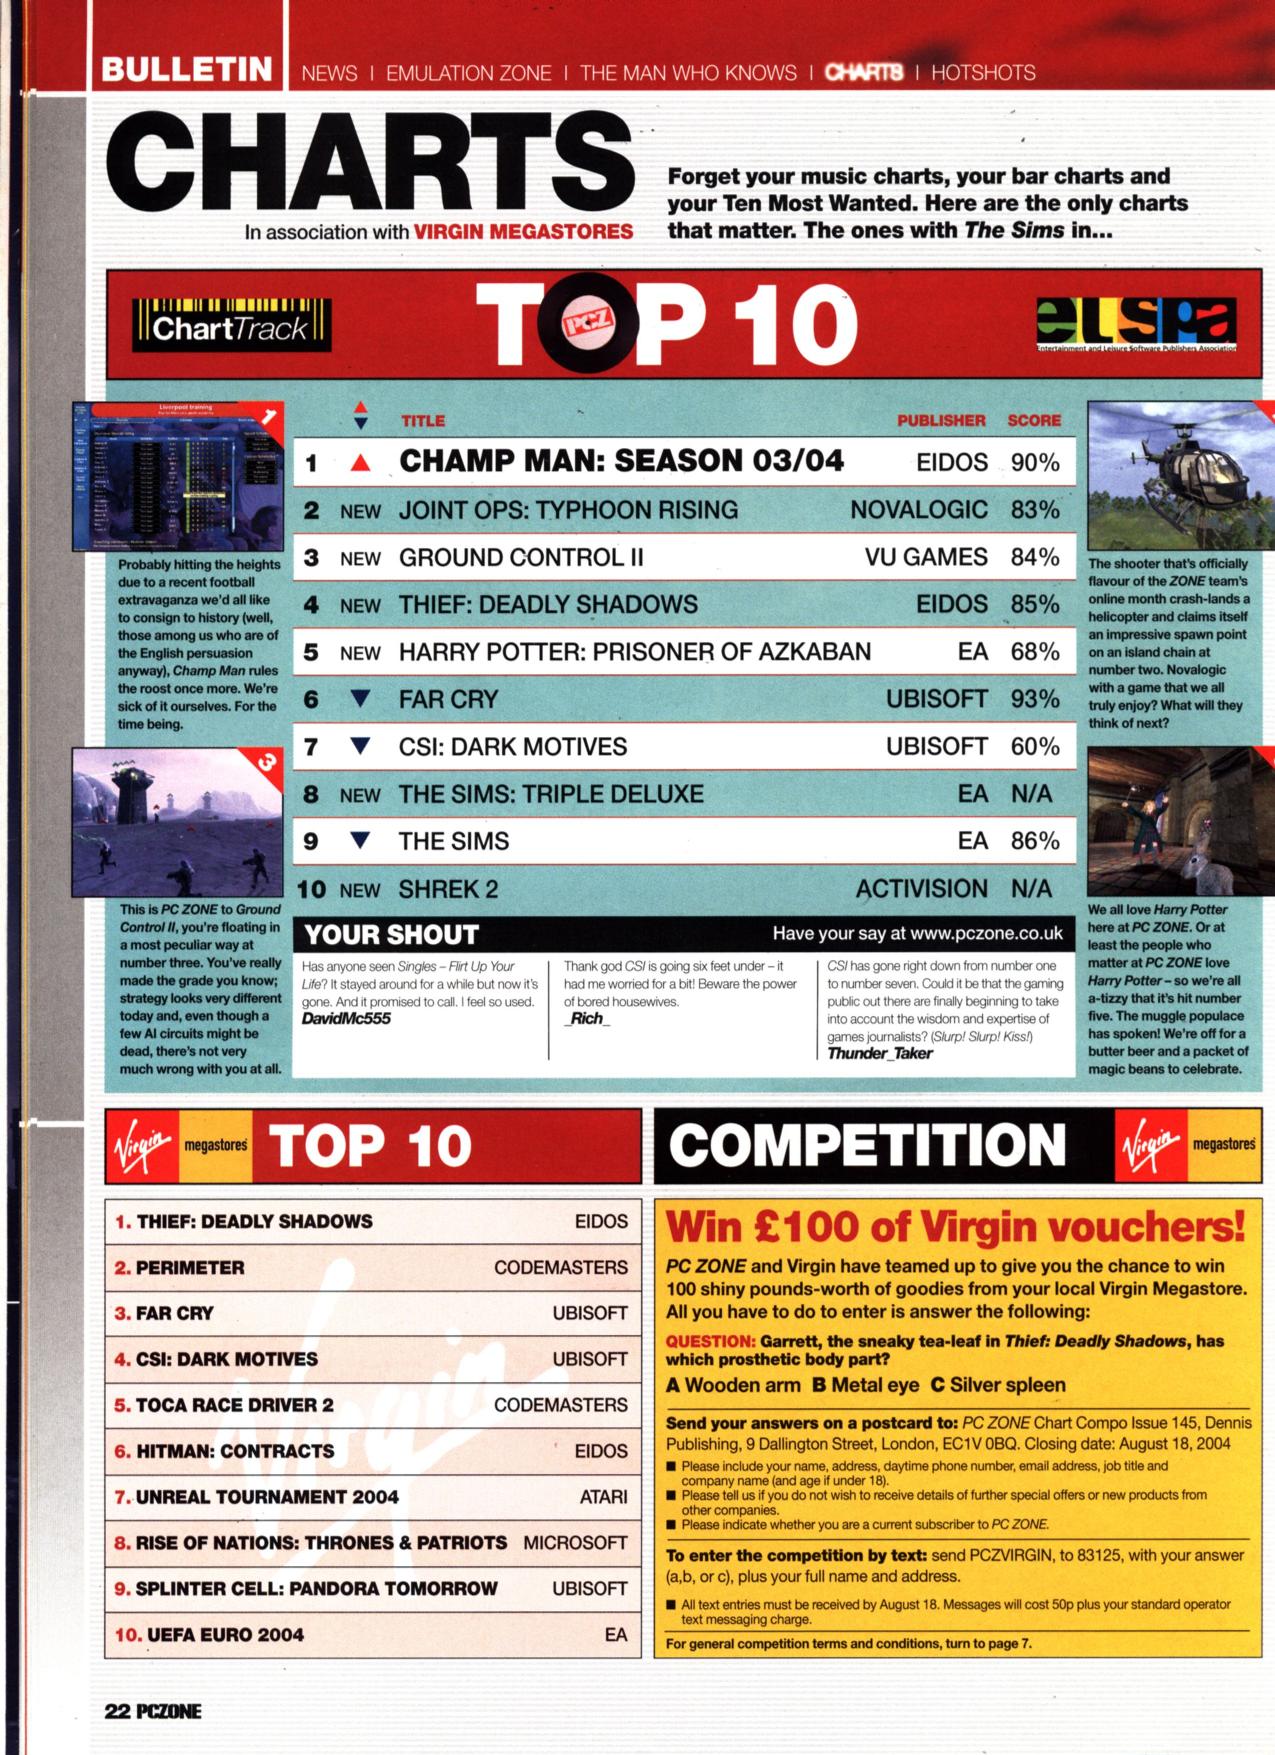 BULLETIN
NEWS | EMULATION ZONE | THE MAN WHO KNOWS | CHARTS | HOTSHOTS
CHARTS
In association with VIRGIN MEGASTORES
Forget your music charts, your bar charts and
your Ten Most Wanted. Here are the only charts
that matter. The ones with The Sims in...
ChartTrack
TOP 10
PCZ
elspa
Entertainment and Leisure Software Publishers Association
Liverpool training
1
Probably hitting the heights
due to a recent football
extravaganza we'd all like
to consign to history (well,
those among us who are of
the English persuasion
anyway), Champ Man rules
the roost once more. We're
sick of it ourselves. For the
time being.
3
This is PC ZONE to Ground
Control II, you're floating in
a most peculiar way at
number three. You've really
made the grade you know;
strategy looks very different
today and, even though a
few AI circuits might be
dead, there's not very
much wrong with you at all.
TITLE PUBLISHER SCORE
1 ▲ CHAMP MAN: SEASON 03/04 EIDOS 90%
2 NEW JOINT OPS: TYPHOON RISING NOVALOGIC 83%
3 NEW GROUND CONTROL II VU GAMES 84%
4 NEW THIEF: DEADLY SHADOWS EIDOS 85%
5 NEW HARRY POTTER: PRISONER OF AZKABAN EA 68%
6 ▼ FAR CRY UBISOFT 93%
7 ▼ CSI: DARK MOTIVES UBISOFT 60%
8 NEW THE SIMS: TRIPLE DELUXE EA N/A
9 ▼ THE SIMS EA 86%
10 NEW SHREK 2 ACTIVISION N/A
The shooter that's officially
flavour of the ZONE team's
online month crash-lands a
helicopter and claims itself
an impressive spawn point
on an island chain at
number two. Novalogic
with a game that we all
truly enjoy? What will they
think of next?
We all love Harry Potter
here at PC ZONE. Or at
least the people who
matter at PC ZONE love
Harry Potter – so we're all
a-tizzy that it's hit number
five. The muggle populace
has spoken! We're off for a
butter beer and a packet of
magic beans to celebrate.
YOUR SHOUT
Have your say at www.pczone.co.uk
Has anyone seen Singles – Flirt Up Your
Life? It stayed around for a while but now it's
gone. And it promised to call. I feel so used.
DavidMc555
Thank god CSI is going six feet under – it
had me worried for a bit! Beware the power
of bored housewives.
_Rich_
CSI has gone right down from number one
to number seven. Could it be that the gaming
public out there are finally beginning to take
into account the wisdom and expertise of
games journalists? (Slurp! Slurp! Kiss!)
Thunder_Taker
Virgin megastores TOP 10
1. THIEF: DEADLY SHADOWS EIDOS
2. PERIMETER CODEMASTERS
3. FAR CRY UBISOFT
4. CSI: DARK MOTIVES UBISOFT
5. TOCA RACE DRIVER 2 CODEMASTERS
6. HITMAN: CONTRACTS EIDOS
7. UNREAL TOURNAMENT 2004 ATARI
8. RISE OF NATIONS: THRONES & PATRIOTS MICROSOFT
9. SPLINTER CELL: PANDORA TOMORROW UBISOFT
10. UEFA EURO 2004 EA
Virgin
COMPETITION Virgin megastores
Win £100 of Virgin vouchers!
PC ZONE and Virgin have teamed up to give you the chance to win
100 shiny pounds-worth of goodies from your local Virgin Megastore.
All you have to do to enter is answer the following:
QUESTION: Garrett, the sneaky tea-leaf in Thief: Deadly Shadows, has
which prosthetic body part?
A Wooden arm B Metal eye C Silver spleen
Send your answers on a postcard to: PC ZONE Chart Compo Issue 145, Dennis
Publishing, 9 Dallington Street, London, EC1V 0BQ. Closing date: August 18, 2004
■ Please include your name, address, daytime phone number, email address, job title and
company name (and age if under 18).
■ Please tell us if you do not wish to receive details of further special offers or new products from
other companies.
■ Please indicate whether you are a current subscriber to PC ZONE.
To enter the competition by text: send PCZVIRGIN, to 83125, with your answer
(a,b, or c), plus your full name and address.
■ All text entries must be received by August 18. Messages will cost 50p plus your standard operator
text messaging charge.
For general competition terms and conditions, turn to page 7.
22 PCZONE